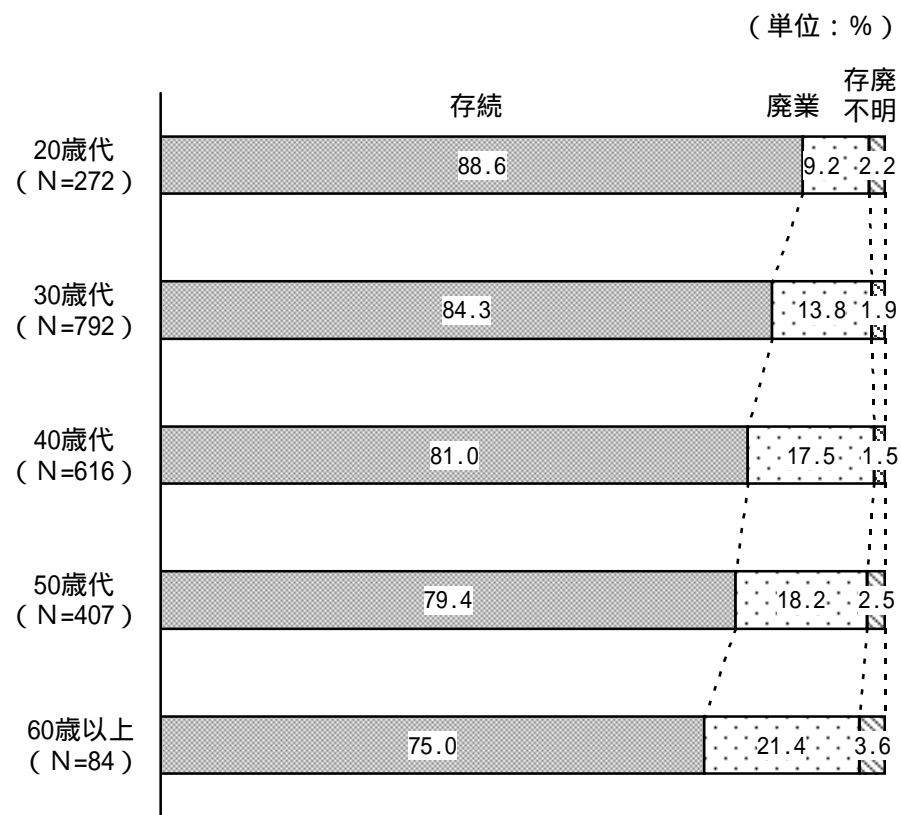 （単位：％）
存続
廃業
存廃
不明
20歳代
（Ｎ=272）
88.6
9.2
2.2
30歳代
（Ｎ=792）
84.3
13.8
1.9
40歳代
（Ｎ=616）
81.0
17.5
1.5
50歳代
（Ｎ=407）
79.4
18.2
2.5
60歳以上
（Ｎ=84）
75.0
21.4
3.6